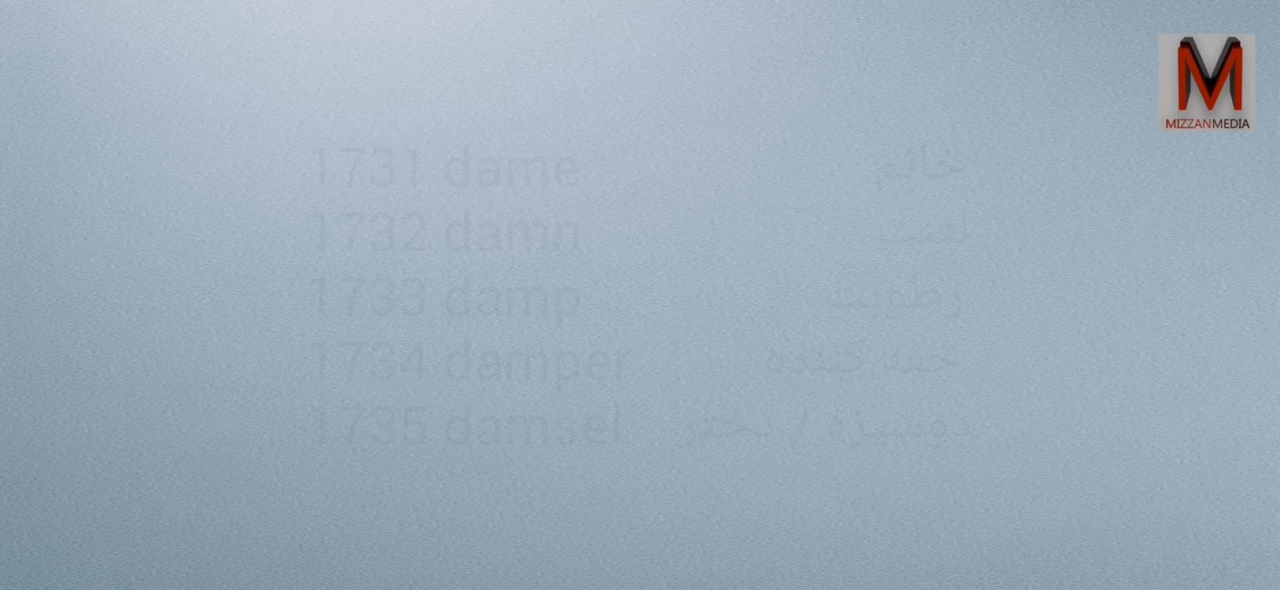 MIZZANMEDIA
1731 dame خانم
1732 damn لعنت
1733 damp رطوبت
1734 damper خفه کننده
1735 damsel دوشیزه / دختر